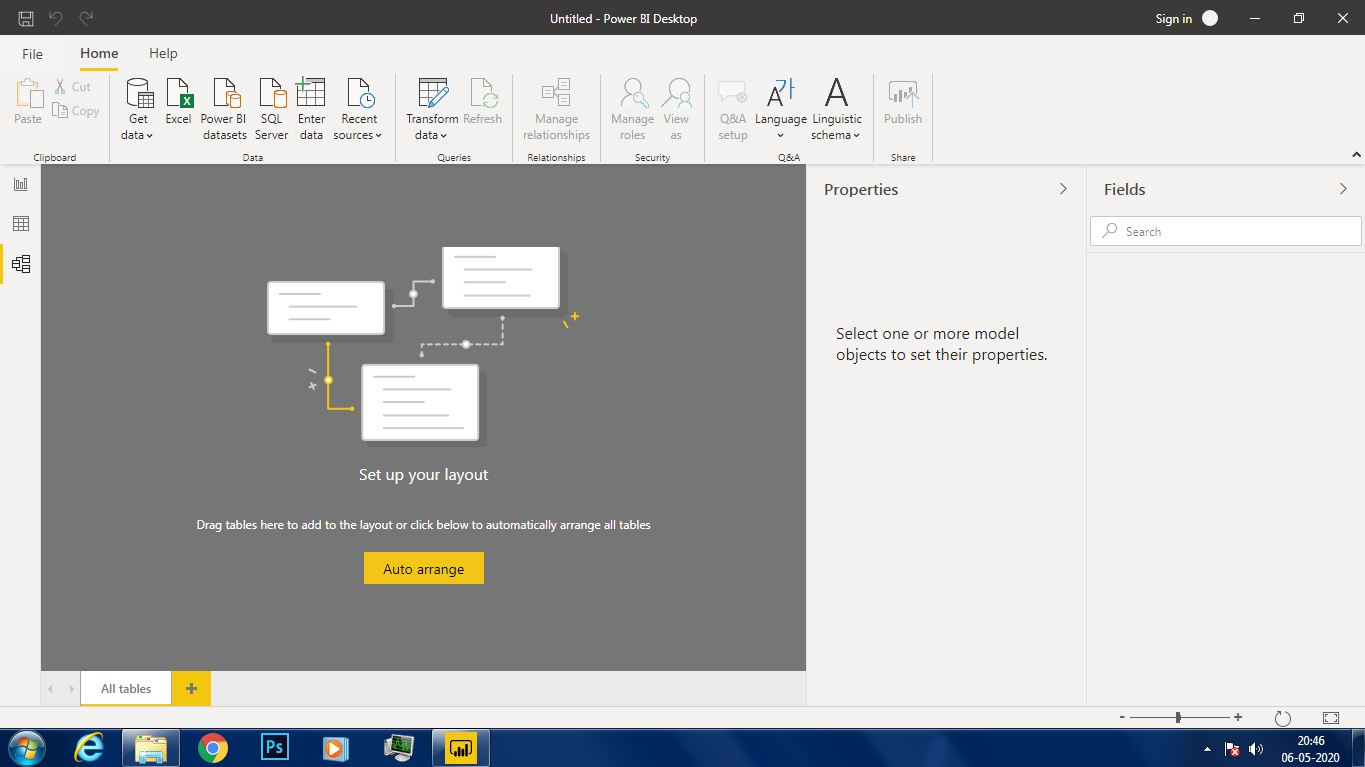 Untitled - Power BI Desktop
Sign in
File
Home
Help
Paste
Cut
Copy
Clipboard
Get
data
Excel
Power BI
datasets
SQL
Server
Enter
data
Recent
sources
Data
Transform
data
Refresh
Queries
Manage
relationships
Relationships
Manage
roles
View
as
Security
Q&A
setup
Language
Linguistic
schema
Q&A
Publish
Share
Set up your layout
Drag tables here to add to the layout or click below to automatically arrange all tables
Auto arrange
Properties
Select one or more model
objects to set their properties.
Fields
Search
All tables
Ps
20:46
06-05-2020